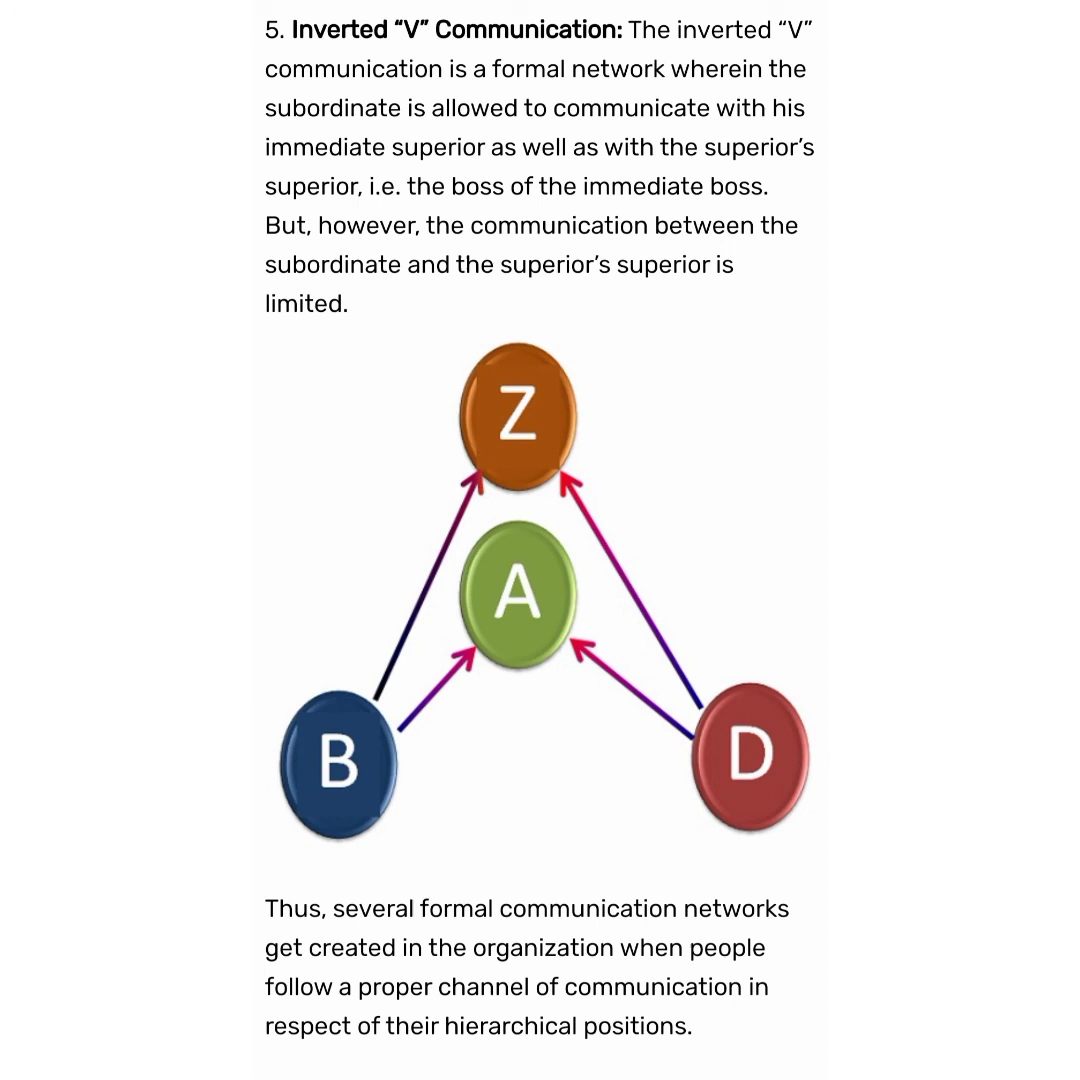 5. Inverted “V” Communication: The inverted “V”
communication is a formal network wherein the
subordinate is allowed to communicate with his
immediate superior as well as with the superior’s
superior, i.e. the boss of the immediate boss.
But, however, the communication between the
subordinate and the superior’s superior is
limited.
Z
A
B
D
Thus, several formal communication networks
get created in the organization when people
follow a proper channel of communication in
respect of their hierarchical positions.